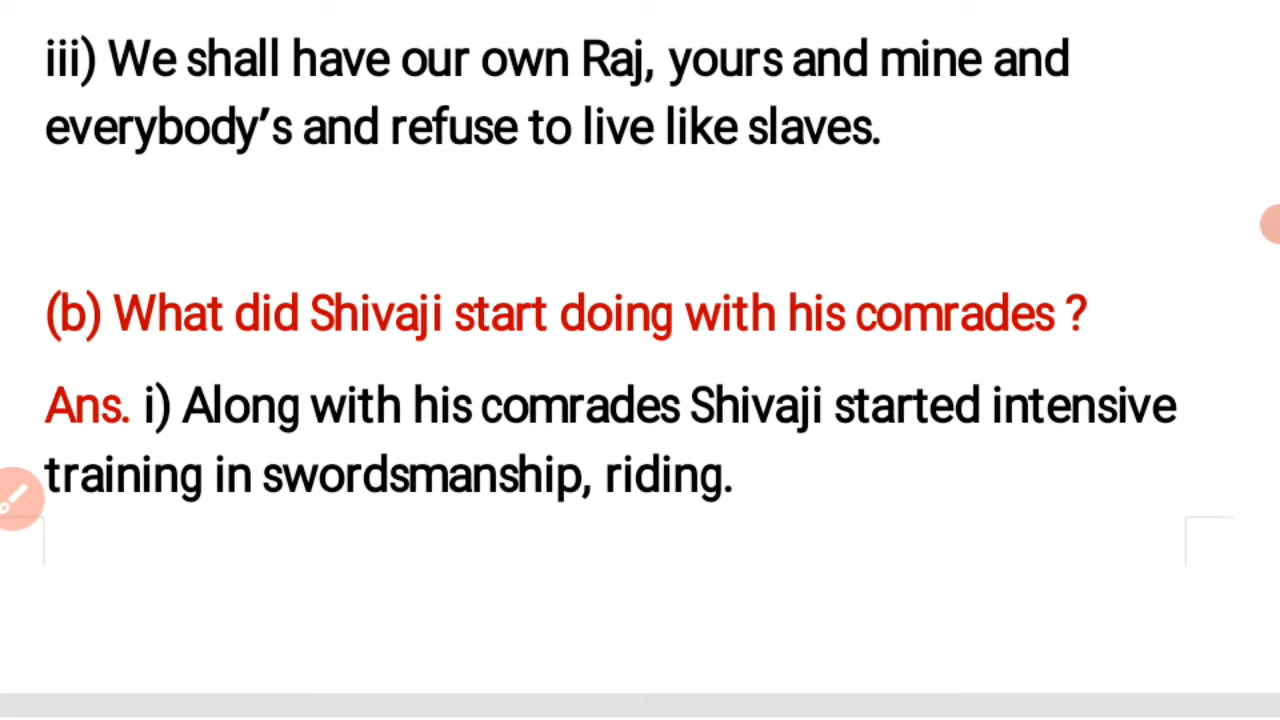 iii) We shall have our own Raj, yours and mine and
everybody’s and refuse to live like slaves.
(b) What did Shivaji start doing with his comrades ?
Ans. i) Along with his comrades Shivaji started intensive
training in swordsmanship, riding.